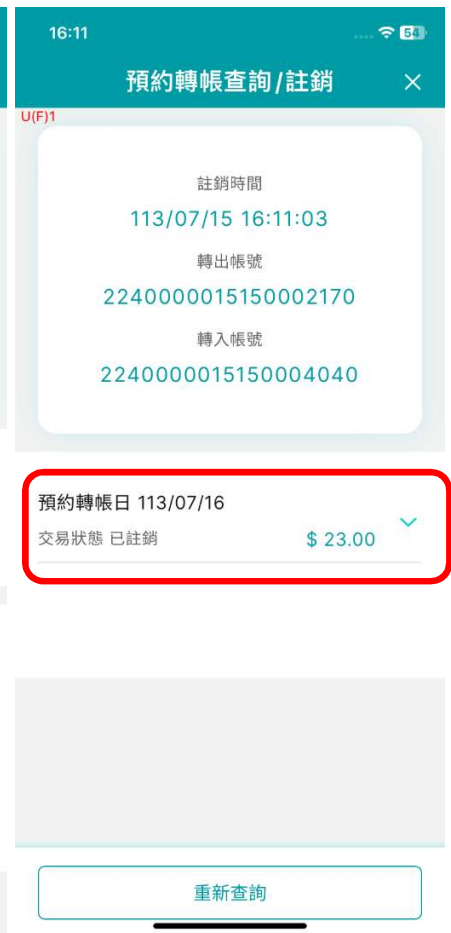 16:11
54
預約轉帳查詢/註銷
U(F)1
註銷時間
113/07/15 16:11:03
轉出帳號
2240000015150002170
轉入帳號
2240000015150004040
預約轉帳日 113/07/16
交易狀態 已註銷
$ 23.00
重新查詢